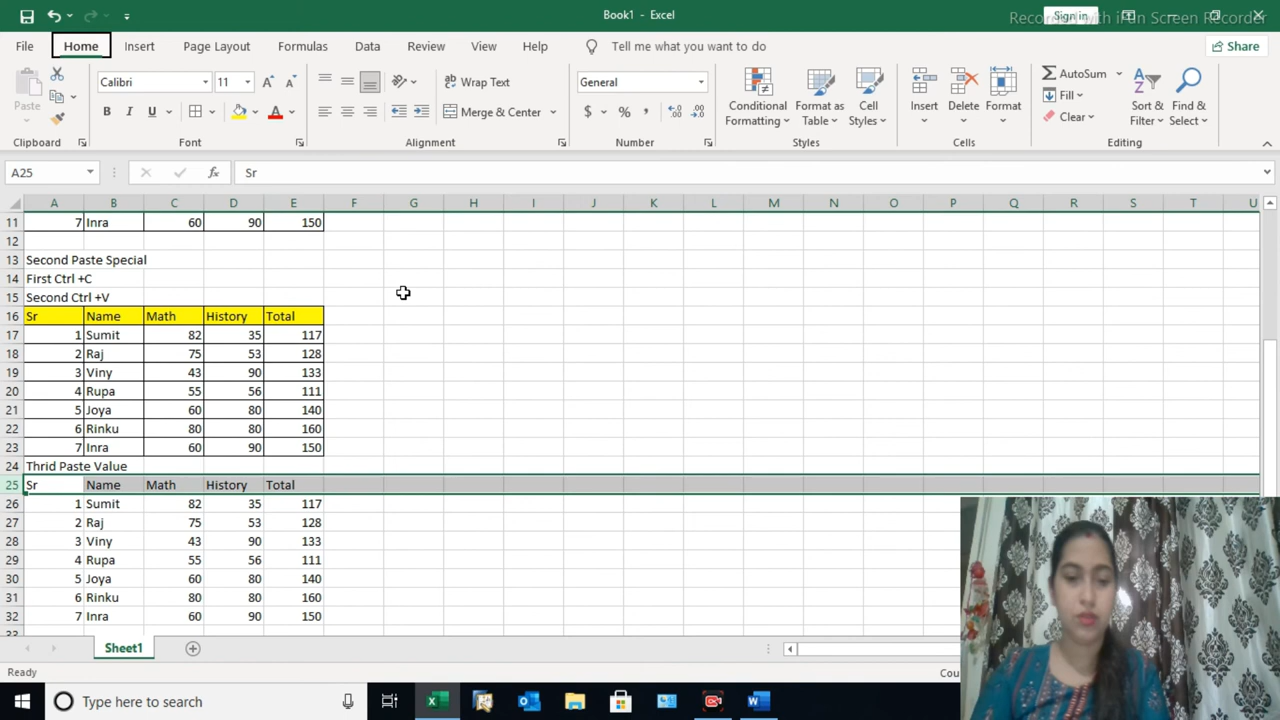 Book1 - Excel
Sign in
Recorded with iFun Screen Recorder
File Home Insert Page Layout Formulas Data Review View Help Tell me what you want to do Share
Paste
Clipboard
Calibri 11
B I U
Font
Wrap Text
Merge & Center
Alignment
General
$ % ,
Number
Conditional Formatting
Format as Table
Cell Styles
Styles
Insert
Delete
Format
Cells
AutoSum
Fill
Clear
Sort & Filter
Find & Select
Editing
A25 fx Sr
A B C D E F G H I J K L M N O P Q R S T U
11 7 Inra 60 90 150
12
13 Second Paste Special
14 First Ctrl +C
15 Second Ctrl +V
16 Sr Name Math History Total
17 1 Sumit 82 35 117
18 2 Raj 75 53 128
19 3 Viny 43 90 133
20 4 Rupa 55 56 111
21 5 Joya 60 80 140
22 6 Rinku 80 80 160
23 7 Inra 60 90 150
24 Thrid Paste Value
25 Sr Name Math History Total
26 1 Sumit 82 35 117
27 2 Raj 75 53 128
28 3 Viny 43 90 133
29 4 Rupa 55 56 111
30 5 Joya 60 80 140
31 6 Rinku 80 80 160
32 7 Inra 60 90 150
33
Sheet1
Ready
Cou
Type here to search